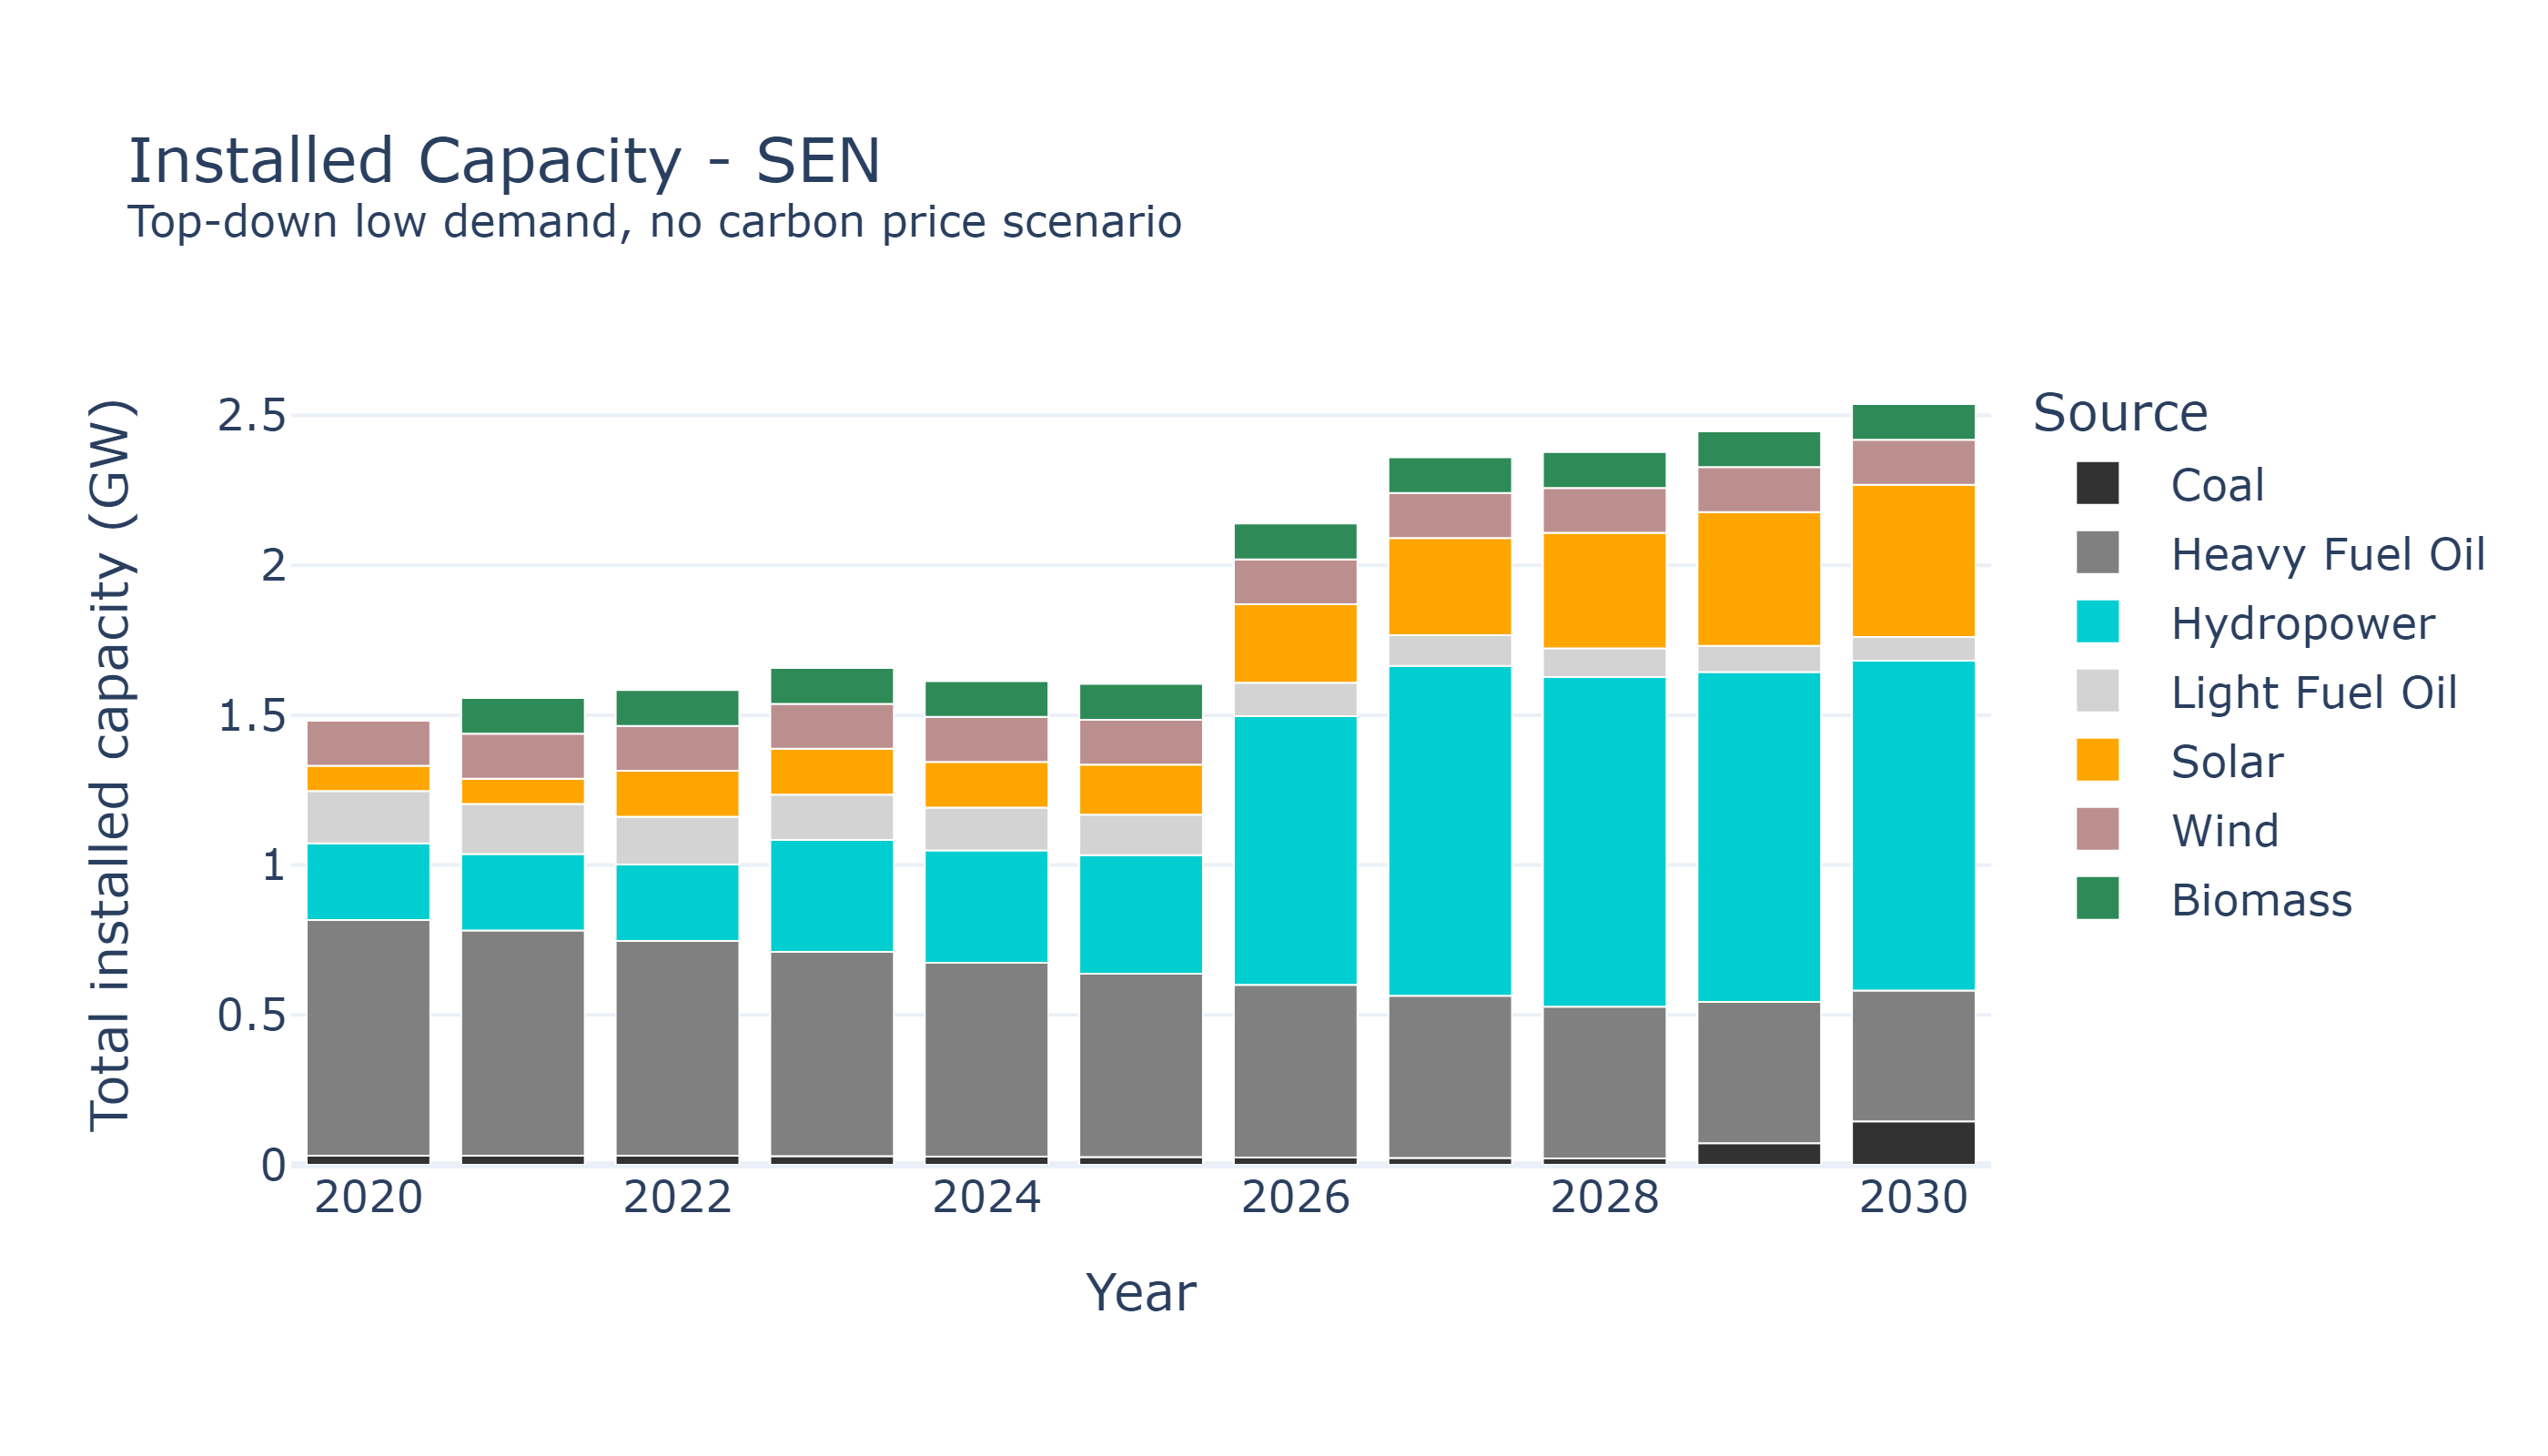 Installed Capacity - SEN
Top-down low demand, no carbon price scenario
Total installed capacity (GW)
2.5
2
1.5
1
0.5
0
2020
2022
2024
2026
2028
2030
Year
Source
Coal
Heavy Fuel Oil
Hydropower
Light Fuel Oil
Solar
Wind
Biomass